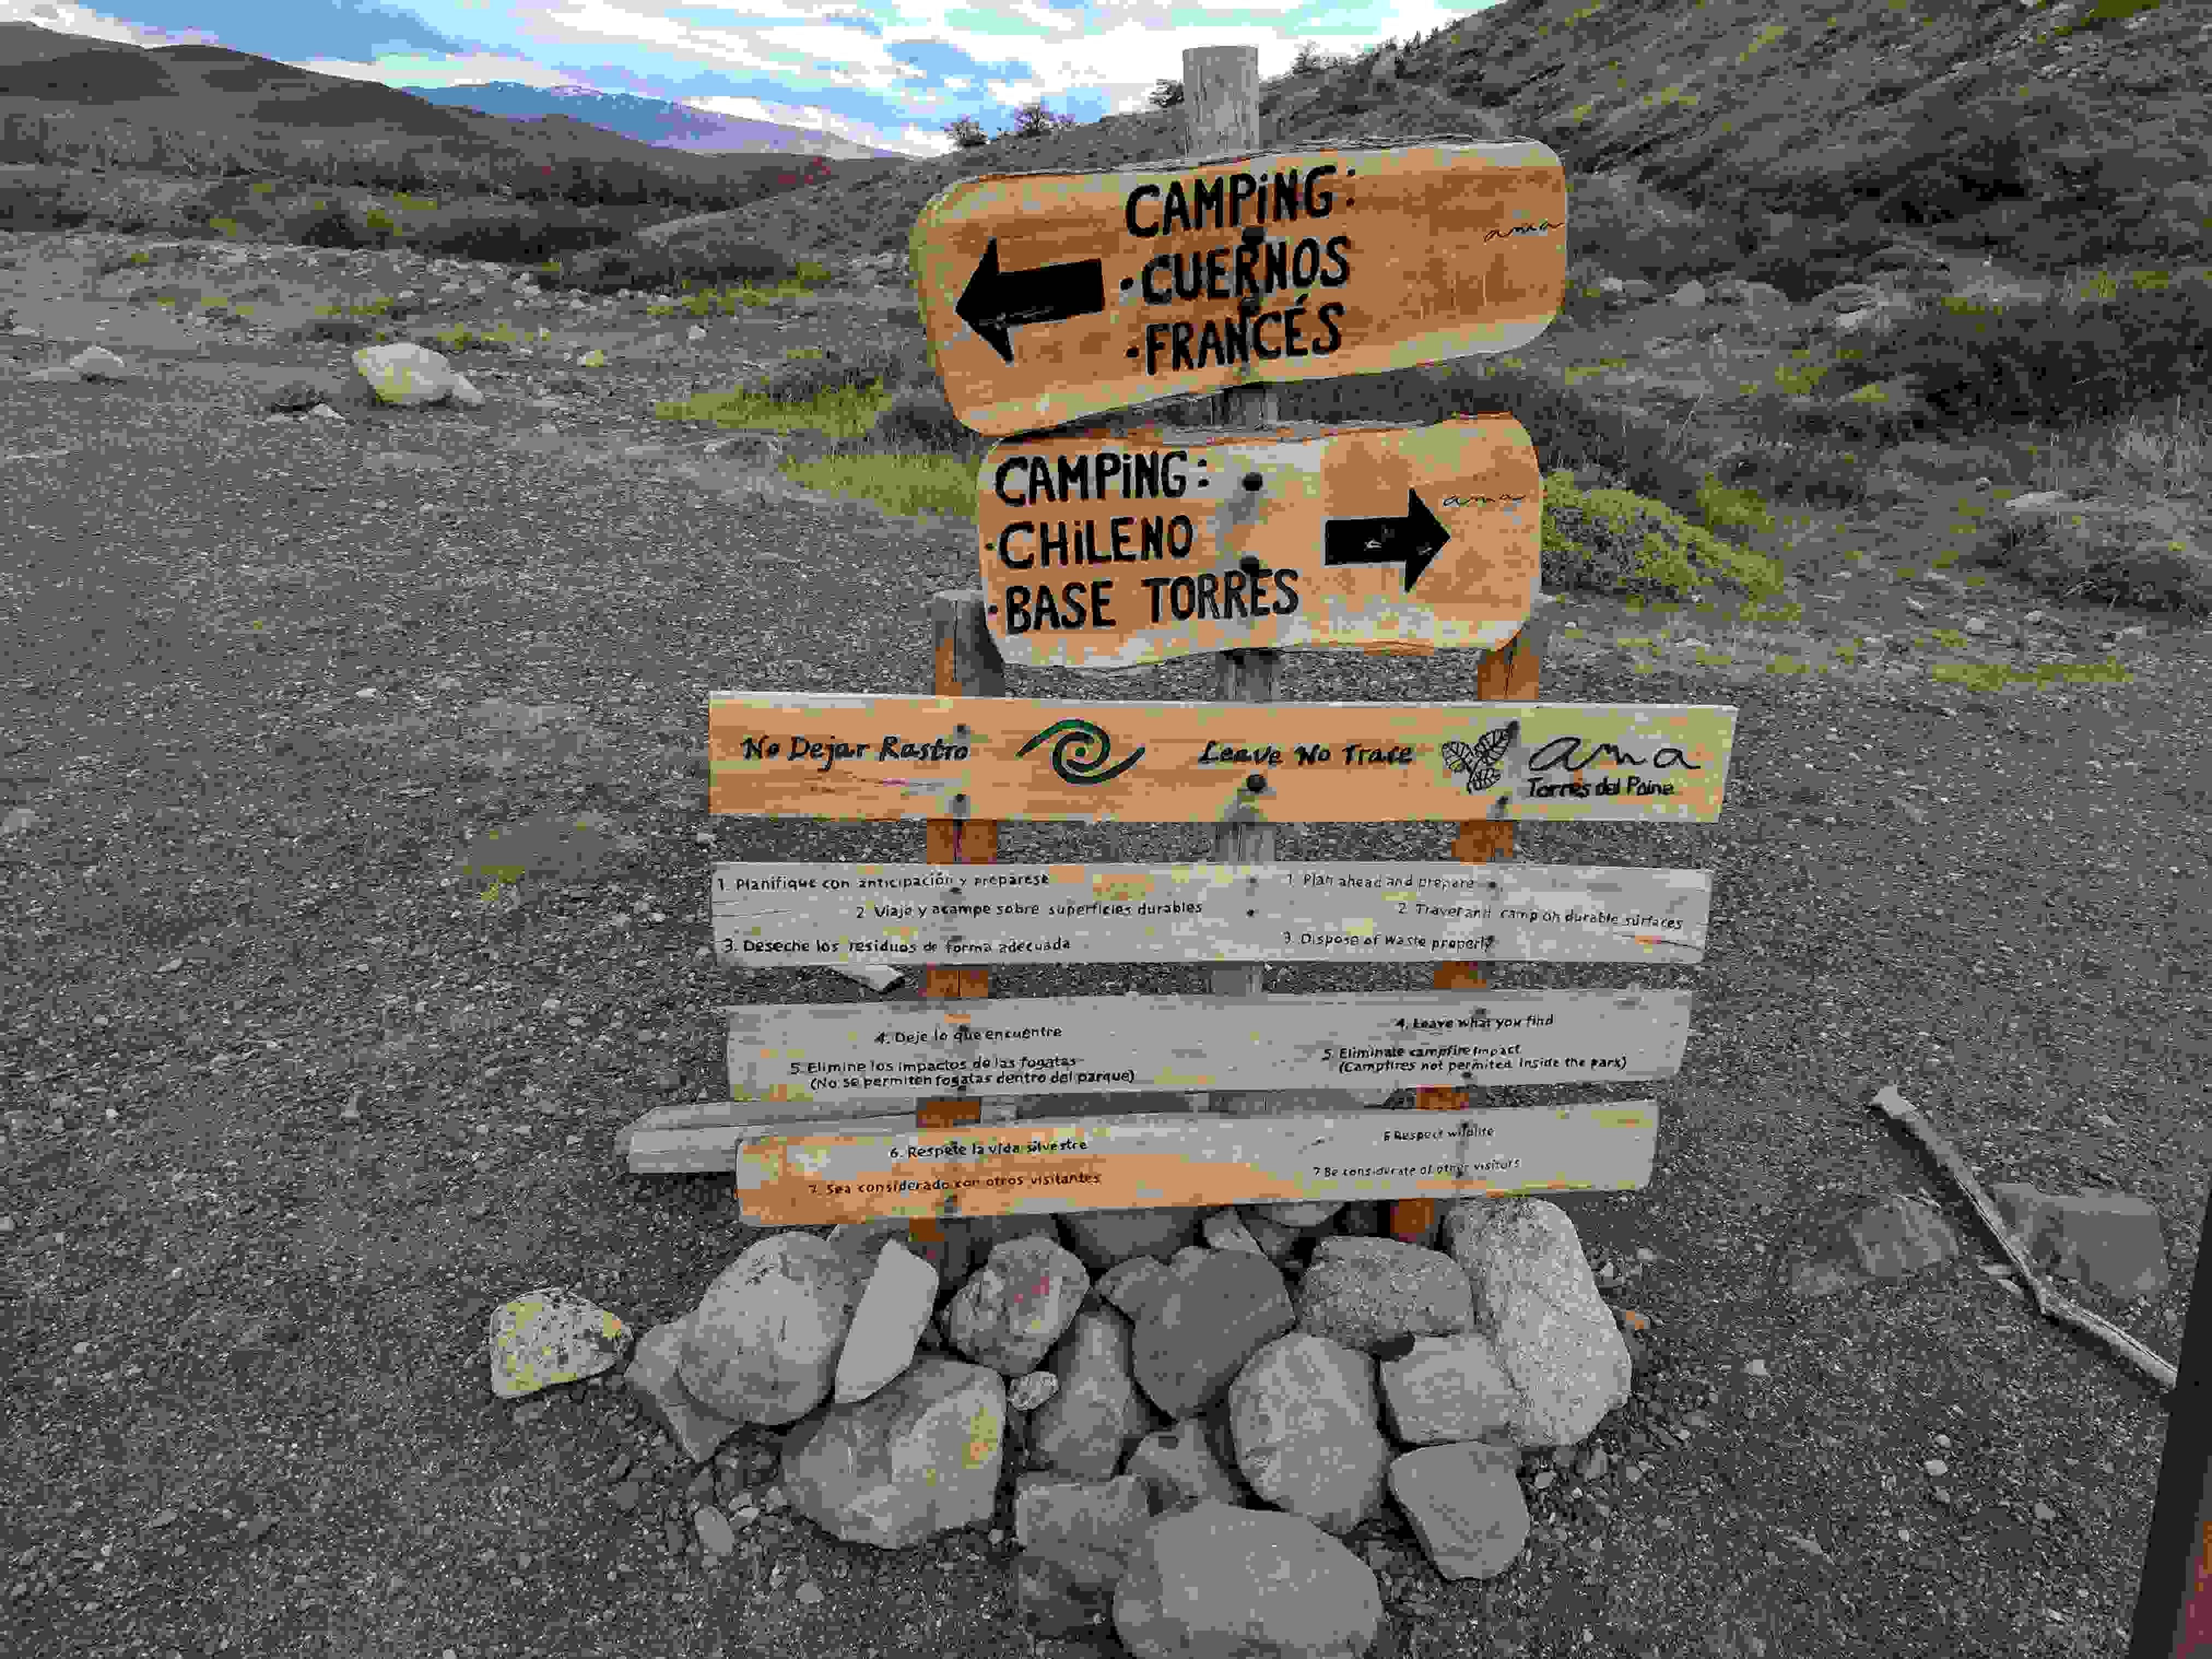 CAMPiNG:
ama
•CUERNOS
•FRANCÉS
CAMPiNG:
ama
•CHiLENO
•BASE TORRES
No Dejar Rastro
Leave No Trace
ama
Torres del Paine
1. Planifique con anticipación y preparese
2. Viaje y acampe sobre superficies durables
3. Deseche los residuos de forma adecuada
1. Plan ahead and prepare
2. Travel and camp on durable surfaces
3. Dispose of waste properly
4. Deje lo que encuentre
5. Elimine los impactos de las fogatas
(No se permiten fogatas dentro del parque)
4. Leave what you find
5. Eliminate campfire impact
(Campfires not permited inside the park)
6. Respete la vida silvestre
7. Sea considerado con otros visitantes
6 Respect wildlife
7 Be considerate of other visitors